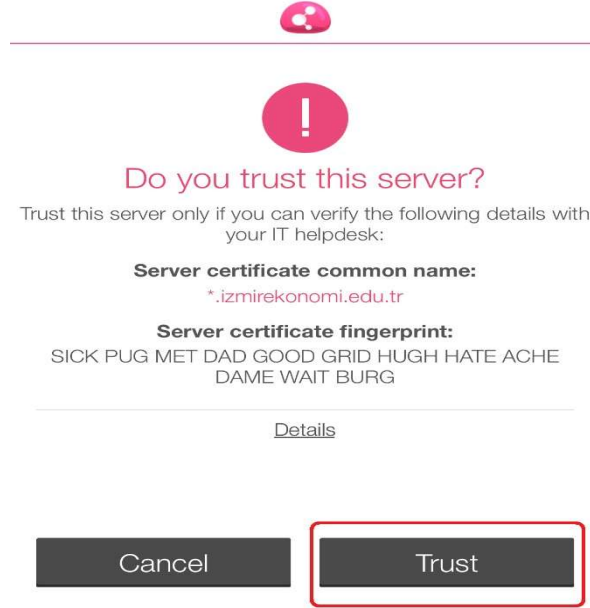 Do you trust this server?
Trust this server only if you can verify the following details with
your IT helpdesk:
Server certificate common name:
*.izmirekonomi.edu.tr
Server certificate fingerprint:
SICK PUG MET DAD GOOD GRID HUGH HATE ACHE
DAME WAIT BURG
Details
Cancel
Trust